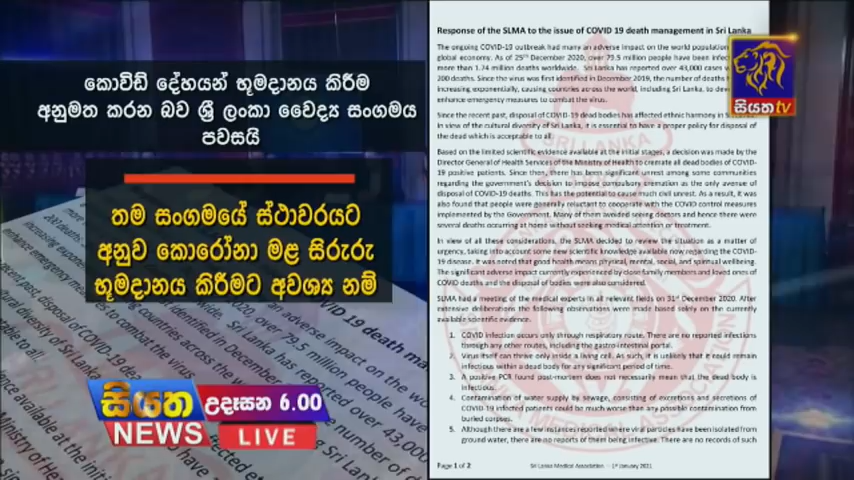 කොවිඩ් දේහයන් භූමදානය කිරීම
අනුමත කරන බව ශ්‍රී ලංකා වෛද්‍ය සංගමය
පවසයි
තම සංගමයේ ස්ථාවරයට
අනුව කොරෝනා මළ සිරුරු
භූමදානය කිරීමට අවශ්‍ය නම්
සියත උදෑසන 6.00
NEWS LIVE
සියත tv
Response of the SLMA to the issue of COVID 19 death management in Sri Lanka
The ongoing COVID-19 outbreak had many an adverse impact on the world population
global economy. As of 25th December 2020, over 79.5 million people have been infec
more than 1.74 million deaths worldwide. Sri Lanka has reported over 43,000 cases
200 deaths. Since the virus was first identified in December 2019, the number of deaths
increasing exponentially, causing countries across the world, including Sri Lanka, to
enhance emergency measures to combat the virus.
Since the recent past, disposal of COVID-19 dead bodies has affected ethnic harmony in Sri
In view of the cultural diversity of Sri Lanka, it is essential to have a proper policy for disposal of
the dead which is acceptable to all.
Based on the limited scientific evidence available at the initial stages, a decision was made by the
Director General of Health Services of the Ministry of Health to cremate all dead bodies of COVID-
19 positive patients. Since then, there has been significant unrest among some communities
regarding the government's decision to impose compulsory cremation as the only avenue of
disposal of COVID-19 deaths. This has the potential to cause much civil unrest. As a result, it was
also found that people were generally reluctant to cooperate with the COVID control measures
implemented by the Government. Many of them avoided seeing doctors and hence there were
several deaths occurring at home without seeking medical attention or treatment.
In view of all these considerations, the SLMA decided to review the situation as a matter of
urgency, taking into account some new scientific knowledge available now regarding the COVID-
19 disease. It was noted that good health means physical, mental, social, and spiritual wellbeing.
The significant adverse impact currently experienced by close family members and loved ones of
COVID deaths and the disposal of bodies were also considered.
SLMA had a meeting of the medical experts in all relevant fields on 31st December 2020. After
extensive deliberations the following observations were made based solely on the currently
available scientific evidence.
1. COVID infection occurs only through respiratory route. There are no reported infections
through any other routes, including the gastro-intestinal portal.
2. Virus itself can thrive only inside a living cell. As such, it is unlikely that it could remain
infectious within a dead body for any significant period of time.
3. A positive PCR found post-mortem does not necessarily mean that the dead body is
infectious.
4. Contamination of water supply by sewage, consisting of excretions and secretions of
COVID-19 infected patients could be much worse than any possible contamination from
buried corpses.
5. Although there are a few instances reported where viral particles have been isolated from
ground water, there are no reports of them being infective. There are no records of such
Page 1 of 2 Sri Lanka Medical Association - 1st January 2021